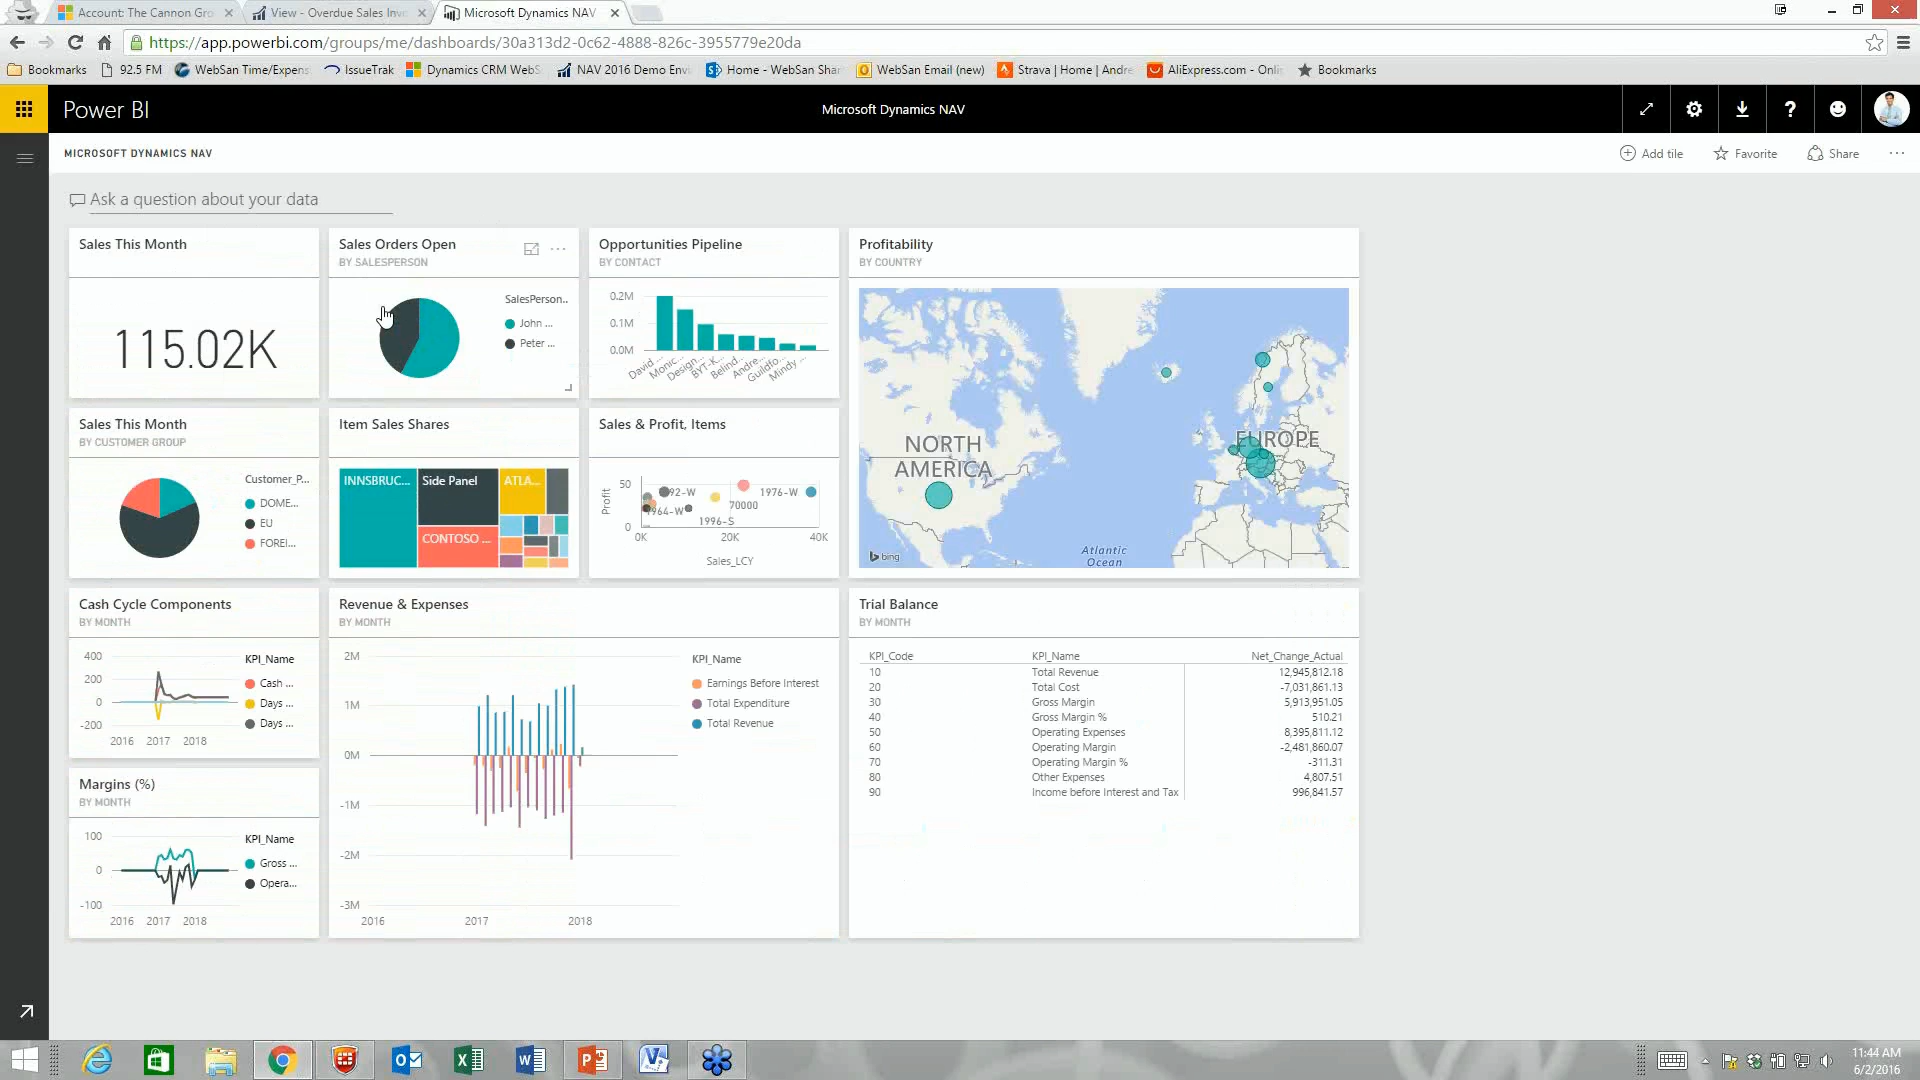 Account: The Cannon Gro
View - Overdue Sales Inv
Microsoft Dynamics NAV
https://app.powerbi.com/groups/me/dashboards/30a313d2-0c62-4888-826c-3955779e20da
Bookmarks
92.5 FM
WebSan Time/Expens
IssueTrak
Dynamics CRM WebS
NAV 2016 Demo Envi
Home - WebSan Shar
WebSan Email (new)
Strava | Home | Andre
AliExpress.com - Onli
Bookmarks
Power BI
Microsoft Dynamics NAV
MICROSOFT DYNAMICS NAV
Add tile
Favorite
Share
Ask a question about your data
Sales This Month
115.02K
Sales Orders Open
BY SALESPERSON
SalesPerson..
John ...
Peter ...
Opportunities Pipeline
BY CONTACT
0.2M
0.1M
0.0M
David ...
Monic...
Design...
BYT-K...
Belind...
Andre...
Guildfo...
Mindy ...
Profitability
BY COUNTRY
NORTH
AMERICA
EUROPE
Atlantic
Ocean
bing
Sales This Month
BY CUSTOMER GROUP
Customer_P...
DOME...
EU
FOREI...
Item Sales Shares
INNSBRUC...
Side Panel
ATLA...
CONTOSO ...
Sales & Profit, Items
Profit
50
0
92-W
1976-W
1964-W
70000
1996-S
0K
20K
40K
Sales_LCY
Cash Cycle Components
BY MONTH
400
200
0
-200
2016
2017
2018
KPI_Name
Cash ...
Days ...
Days ...
Revenue & Expenses
BY MONTH
2M
1M
0M
-1M
-2M
-3M
2016
2017
2018
KPI_Name
Earnings Before Interest
Total Expenditure
Total Revenue
Trial Balance
BY MONTH
KPI_Code KPI_Name Net_Change_Actual
10 Total Revenue 12,945,812.18
20 Total Cost -7,031,861.13
30 Gross Margin 5,913,951.05
40 Gross Margin % 510.21
50 Operating Expenses 8,395,811.12
60 Operating Margin -2,481,860.07
70 Operating Margin % -311.31
80 Other Expenses 4,807.51
90 Income before Interest and Tax 996,841.57
Margins (%)
BY MONTH
100
0
-100
2016
2017
2018
KPI_Name
Gross ...
Opera...
11:44 AM
6/2/2016